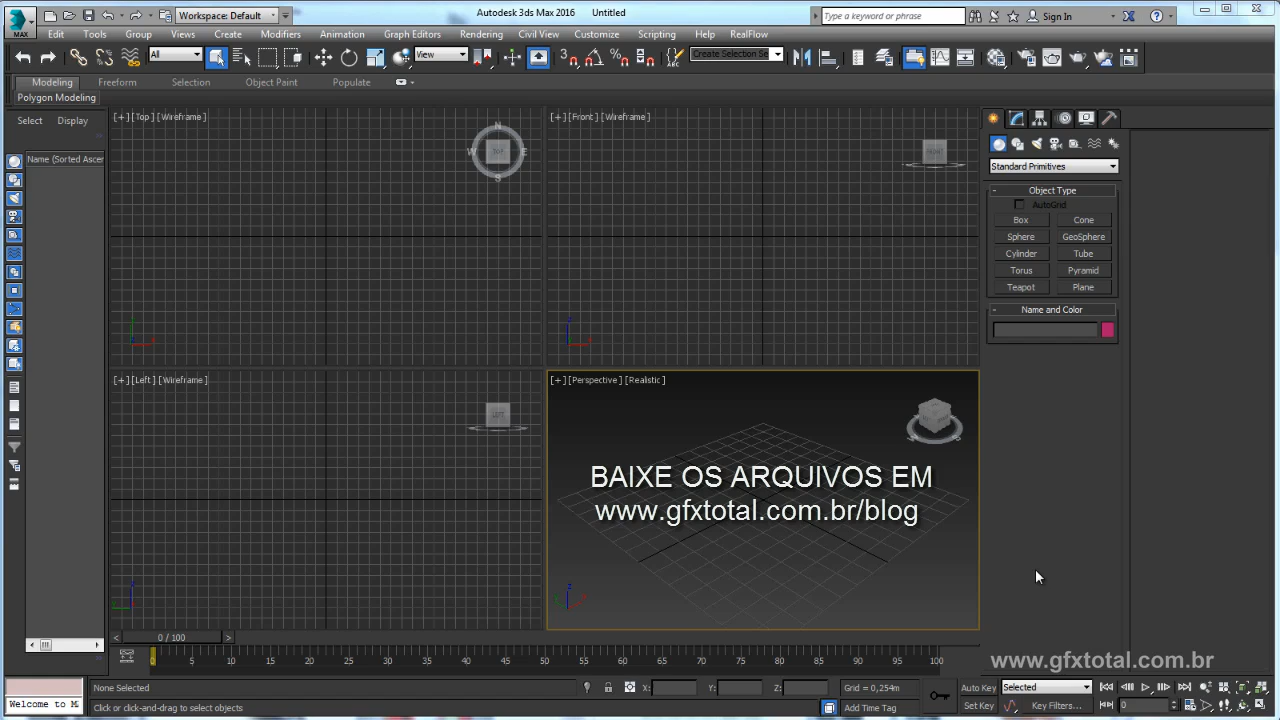 Workspace: Default
Autodesk 3ds Max 2016 Untitled
Type a keyword or phrase
Sign In
MAX
Edit Tools Group Views Create Modifiers Animation Graph Editors Rendering Civil View Customize Scripting Help RealFlow
All
View
Create Selection Se
Modeling Freeform Selection Object Paint Populate
Polygon Modeling
Select Display
Name (Sorted Ascen
[+] [Top] [Wireframe]
N
W
E
S
TOP
[+] [Front] [Wireframe]
FRONT
[+] [Left] [Wireframe]
LEFT
[+] [Perspective] [Realistic]
BAIXE OS ARQUIVOS EM
www.gfxtotal.com.br/blog
Standard Primitives
Object Type
AutoGrid
Box Cone
Sphere GeoSphere
Cylinder Tube
Torus Pyramid
Teapot Plane
Name and Color
0 / 100
0 5 10 15 20 25 30 35 40 45 50 55 60 65 70 75 80 85 90 95 100
www.gfxtotal.com.br
None Selected
X: Y: Z:
Grid = 0,254m
Auto Key
Selected
Welcome to M
Click or click-and-drag to select objects
Add Time Tag
Set Key
Key Filters...
0